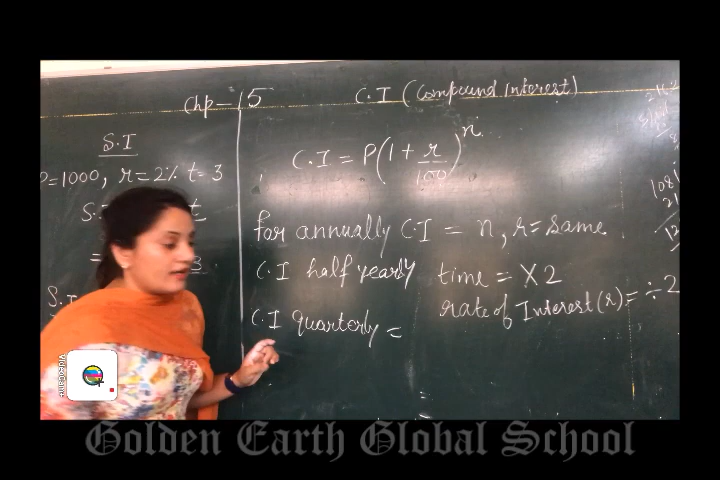 Chp - 15
C.I (Compound Interest)
S.I
P=1000, r=2% t=3
S.I
C.I = P(1 + r/100)^n
for annually C.I = n, r = same
C.I half yearly time = X 2
rate of Interest (r) = ÷ 2
C.I quarterly =
Golden Earth Global School